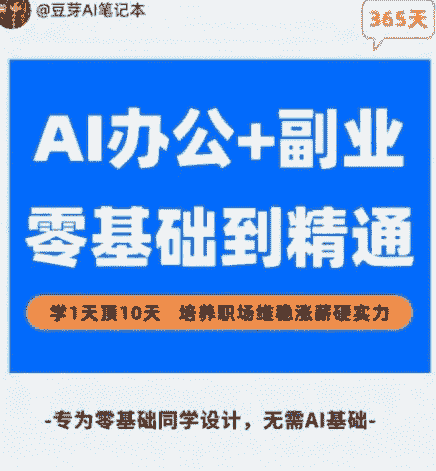 @豆芽AI笔记本
365天
AI办公+副业
零基础到精通
学1天顶10天 培养职场维稳涨薪硬实力
-专为零基础同学设计，无需AI基础-